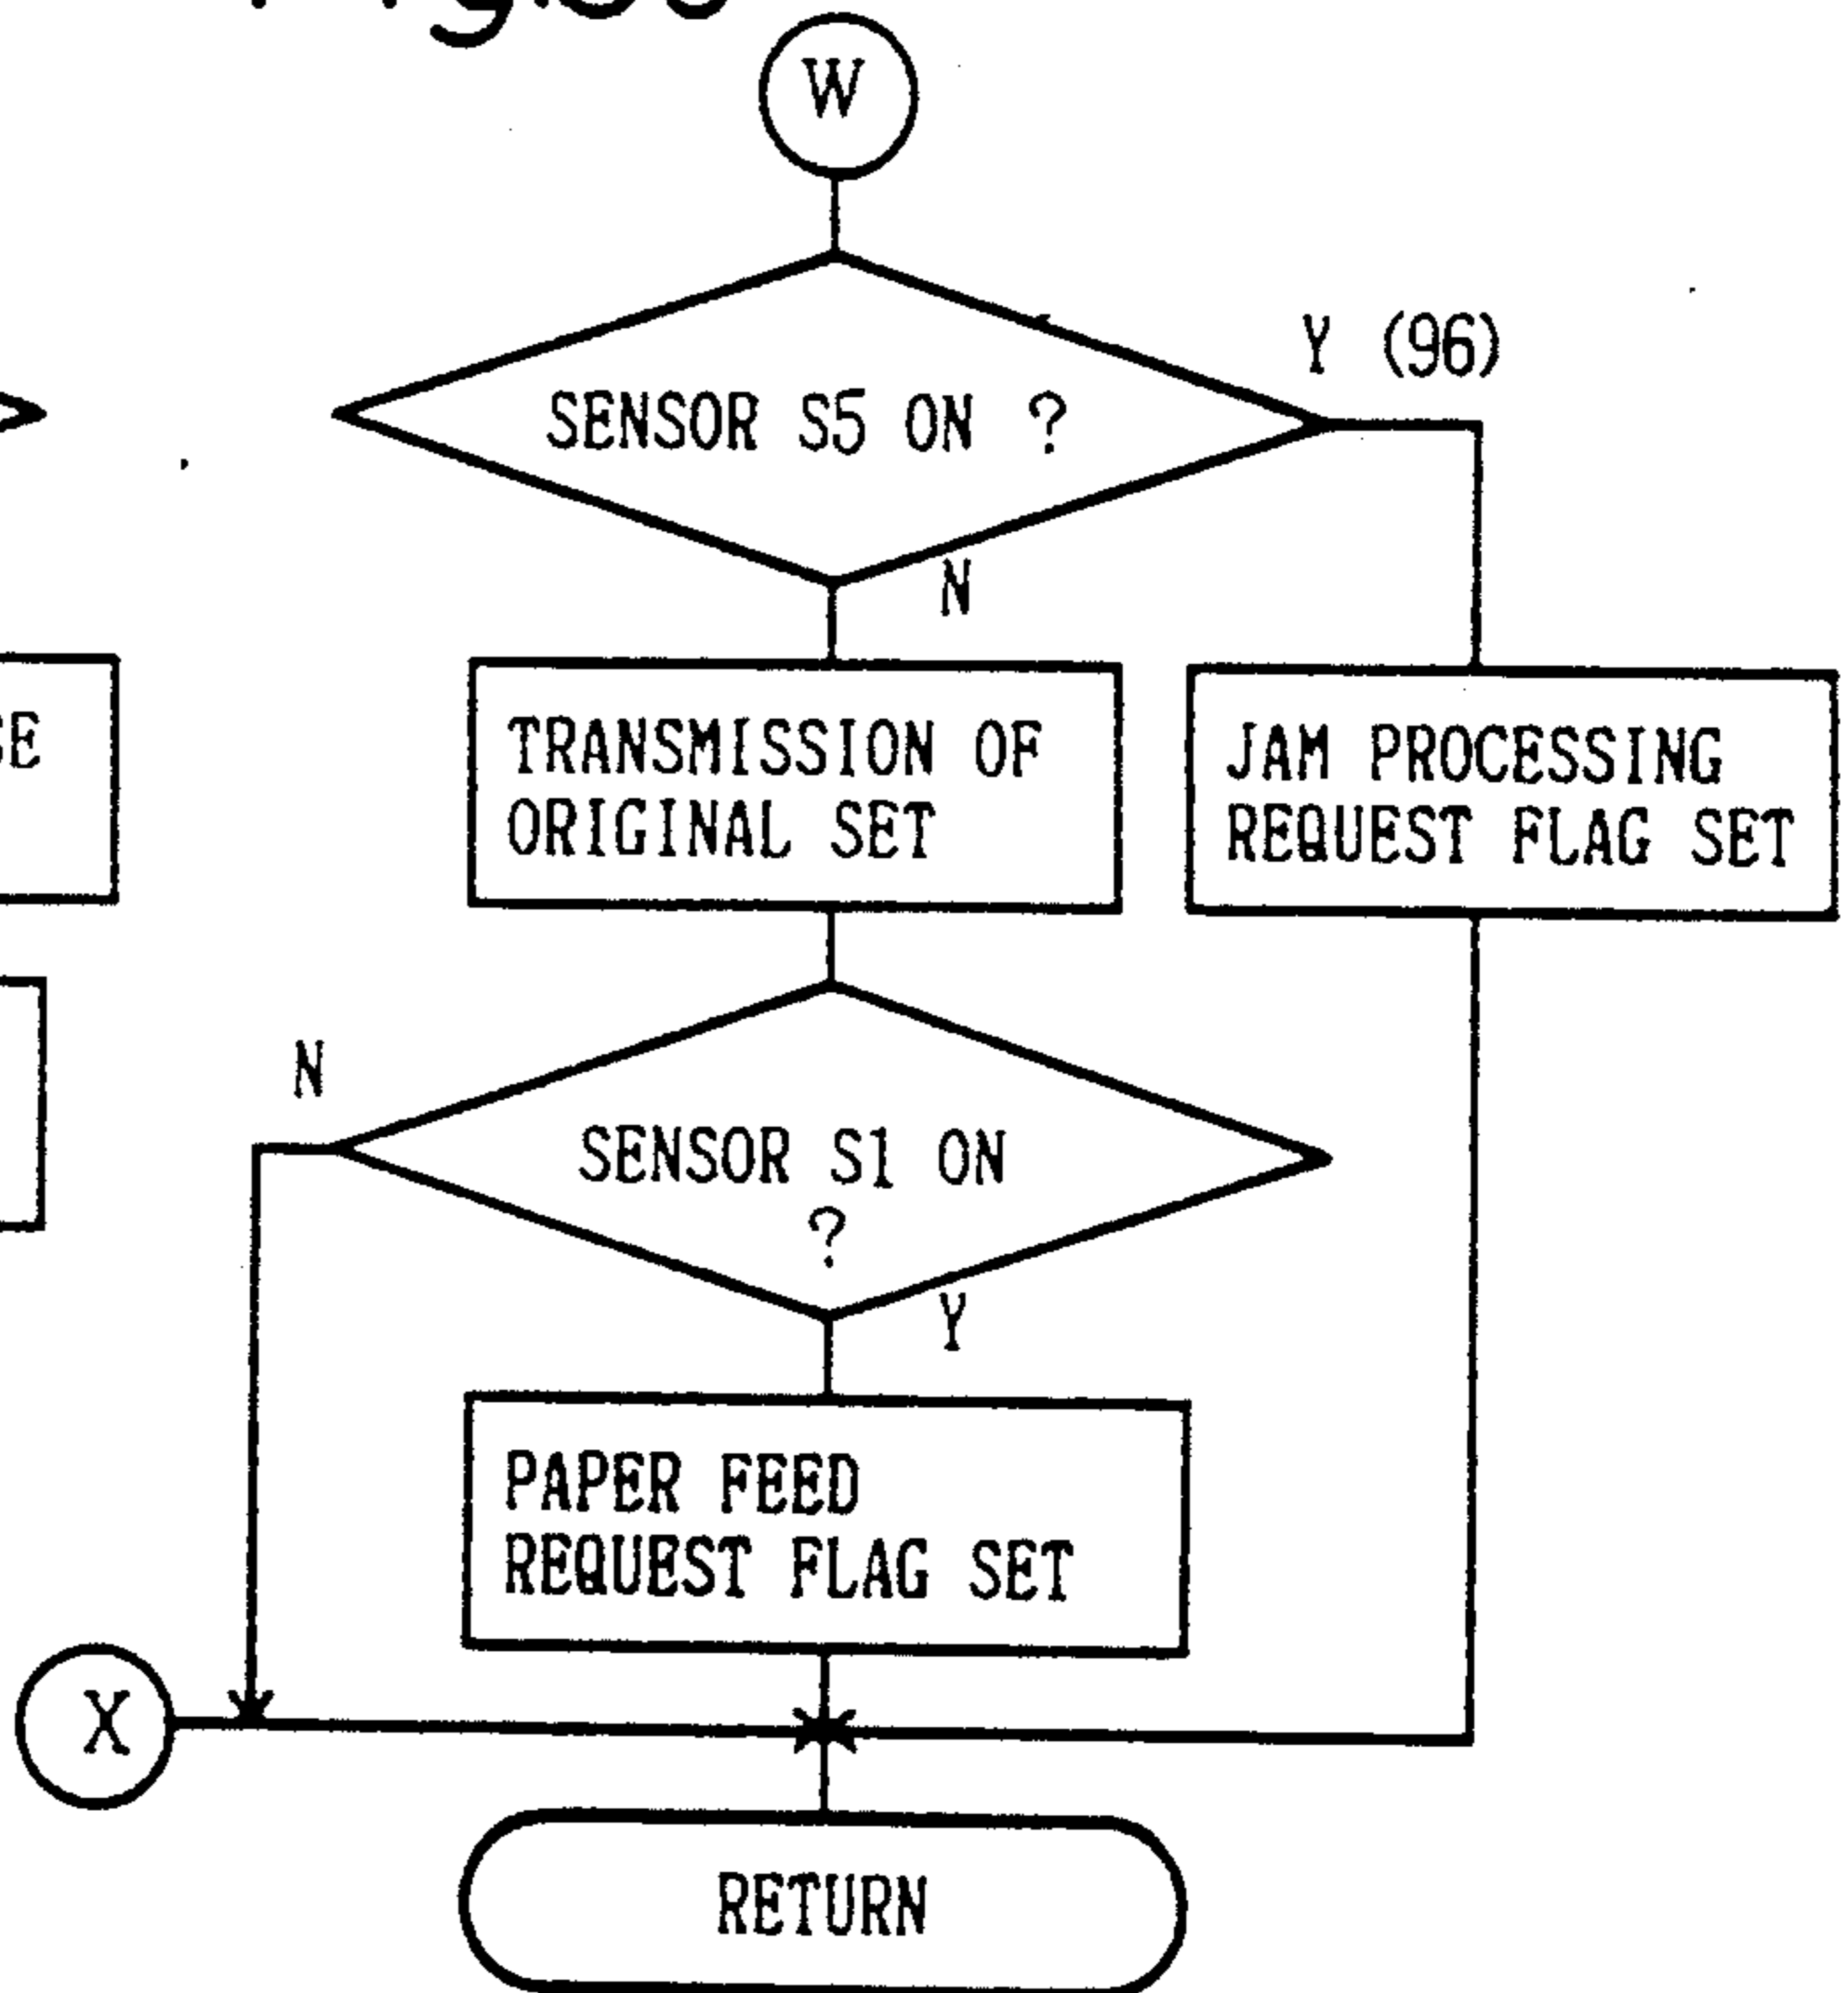 W
SENSOR S5 ON ?
Y (96)
N
TRANSMISSION OF
ORIGINAL SET
JAM PROCESSING
REQUEST FLAG SET
N
SENSOR S1 ON
?
Y
PAPER FEED
REQUEST FLAG SET
X
RETURN